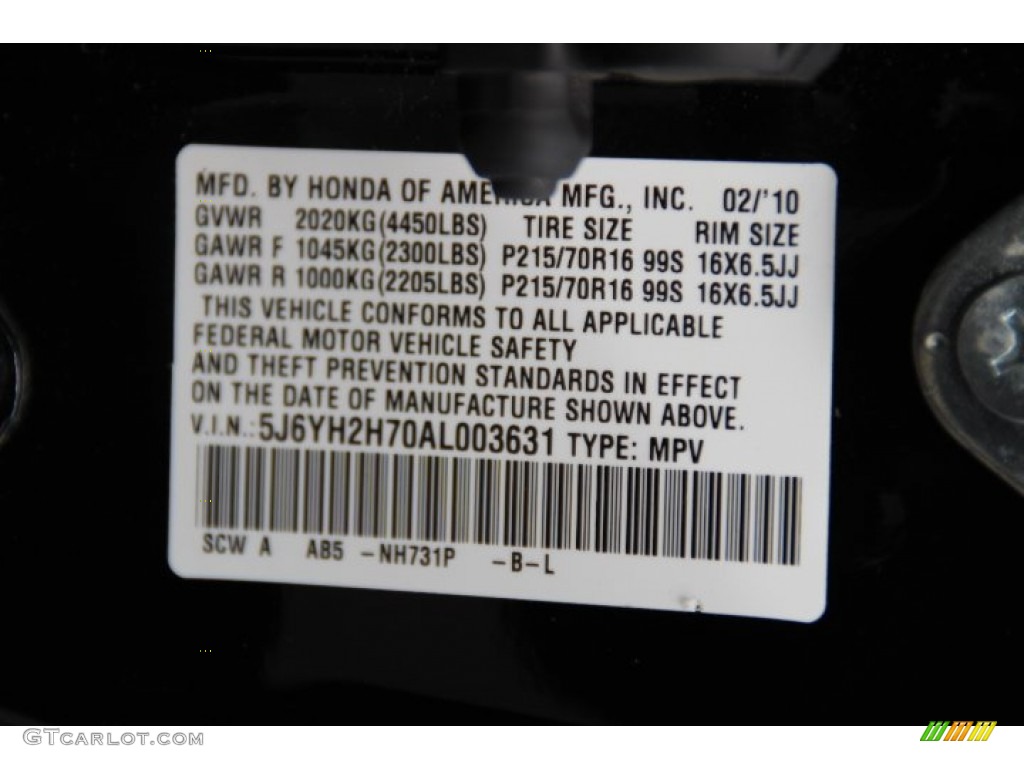 MFD. BY HONDA OF AMERICA MFG., INC. 02/'10
GVWR 2020KG(4450LBS) TIRE SIZE RIM SIZE
GAWR F 1045KG(2300LBS) P215/70R16 99S 16X6.5JJ
GAWR R 1000KG(2205LBS) P215/70R16 99S 16X6.5JJ
THIS VEHICLE CONFORMS TO ALL APPLICABLE
FEDERAL MOTOR VEHICLE SAFETY
AND THEFT PREVENTION STANDARDS IN EFFECT
ON THE DATE OF MANUFACTURE SHOWN ABOVE.
V.I.N.: 5J6YH2H70AL003631 TYPE: MPV
SCW A AB5 -NH731P -B-L
GTCARLOT.COM